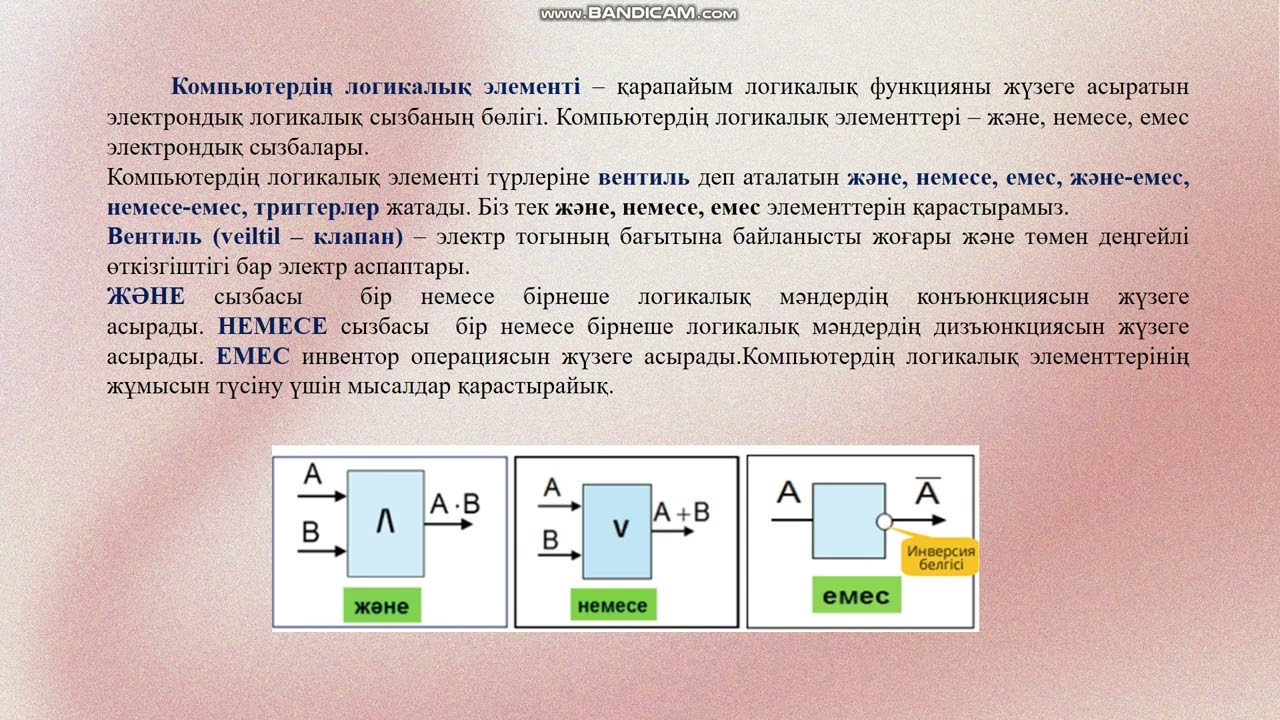 www.BANDICAM.com
Компьютердің логикалық элементі – қарапайым логикалық функцияны жүзеге асыратын
электрондық логикалық сызбаның бөлігі. Компьютердің логикалық элементтері – және, немесе, емес
электрондық сызбалары.
Компьютердің логикалық элементі түрлеріне вентиль деп аталатын және, немесе, емес, және-емес,
немесе-емес, триггерлер жатады. Біз тек және, немесе, емес элементтерін қарастырамыз.
Вентиль (veiltil – клапан) – электр тогының бағытына байланысты жоғары және төмен деңгейлі
өткізгіштігі бар электр аспаптары.
ЖӘНЕ сызбасы бір немесе бірнеше логикалық мәндердің конъюнкциясын жүзеге
асырады. НЕМЕСЕ сызбасы бір немесе бірнеше логикалық мәндердің дизъюнкциясын жүзеге
асырады. ЕМЕС инвентор операциясын жүзеге асырады.Компьютердің логикалық элементтерінің
жұмысын түсіну үшін мысалдар қарастырайық.
A
B
Λ
A · B
және
A
B
v
A + B
немесе
A
A̅
Инверсия
белгісі
емес